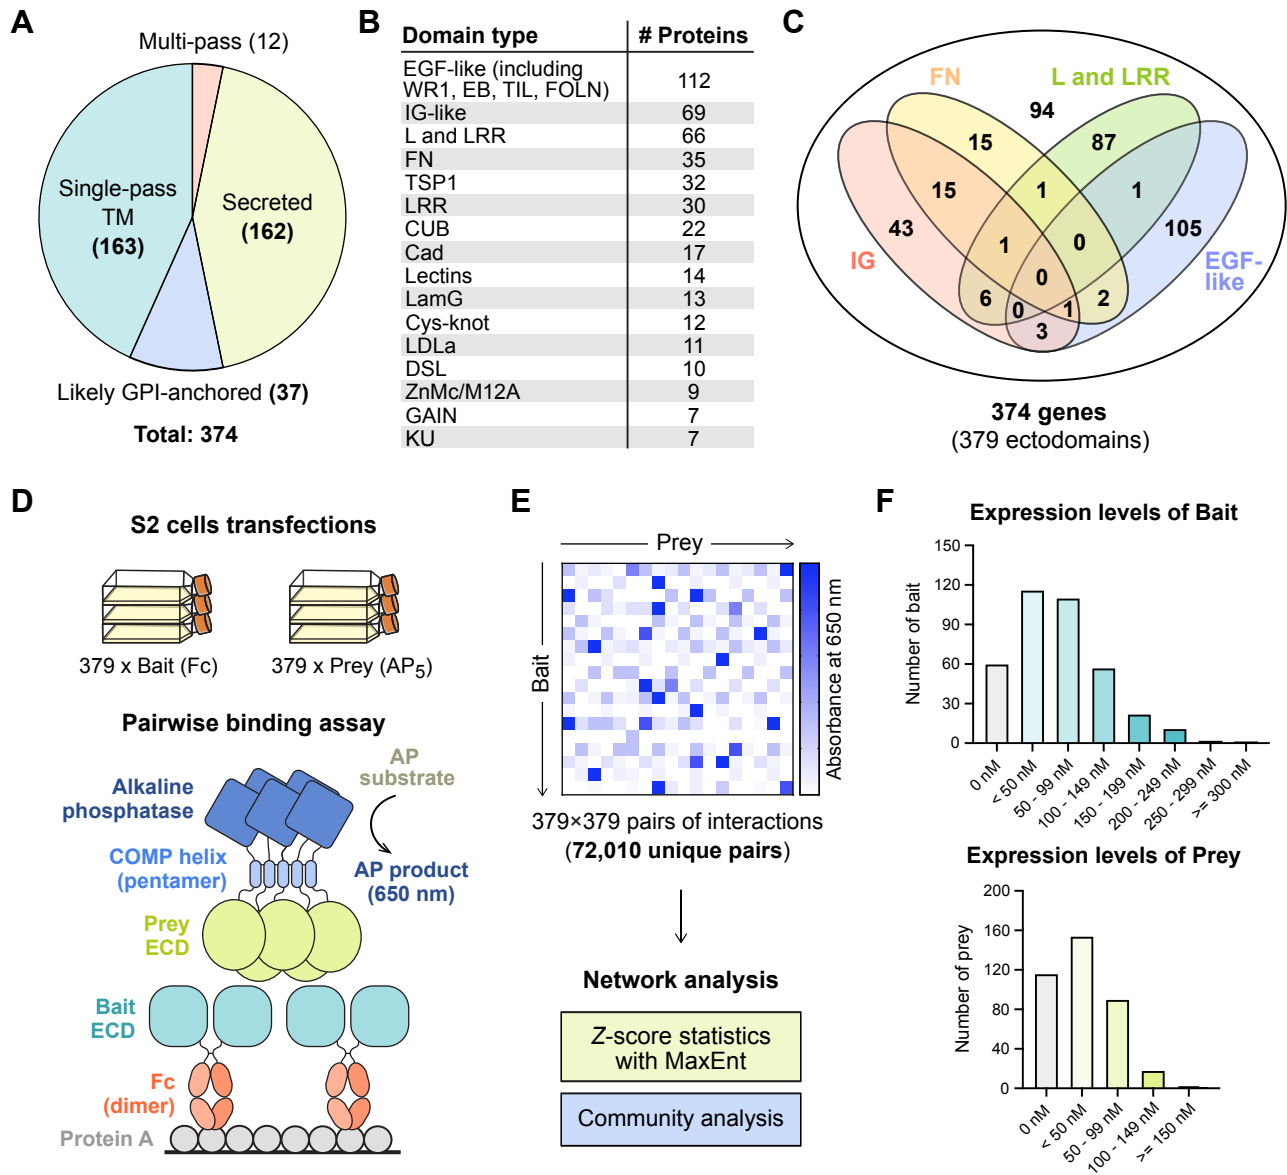 A
Multi-pass (12)
Single-pass
TM
(163)
Secreted
(162)
Likely GPI-anchored (37)
Total: 374
B
Domain type # Proteins
EGF-like (including
WR1, EB, TIL, FOLN) 112
IG-like 69
L and LRR 66
FN 35
TSP1 32
LRR 30
CUB 22
Cad 17
Lectins 14
LamG 13
Cys-knot 12
LDLa 11
DSL 10
ZnMc/M12A 9
GAIN 7
KU 7
C
FN
L and LRR
94
15
87
15
1
1
43
1
0
105
IG
EGF-
like
0
6
0
1
2
3
374 genes
(379 ectodomains)
D
S2 cells transfections
379 x Bait (Fc)
379 x Prey (AP5)
Pairwise binding assay
AP
substrate
Alkaline
phosphatase
COMP helix
(pentamer)
AP product
(650 nm)
Prey
ECD
Bait
ECD
Fc
(dimer)
Protein A
E
Prey
Bait
Absorbance at 650 nm
379×379 pairs of interactions
(72,010 unique pairs)
Network analysis
Z-score statistics
with MaxEnt
Community analysis
F
Expression levels of Bait
Number of bait
150
120
90
60
30
0
0 nM
< 50 nM
50 - 99 nM
100 - 149 nM
150 - 199 nM
200 - 249 nM
250 - 299 nM
>= 300 nM
Expression levels of Prey
Number of prey
200
160
120
80
40
0
0 nM
< 50 nM
50 - 99 nM
100 - 149 nM
>= 150 nM